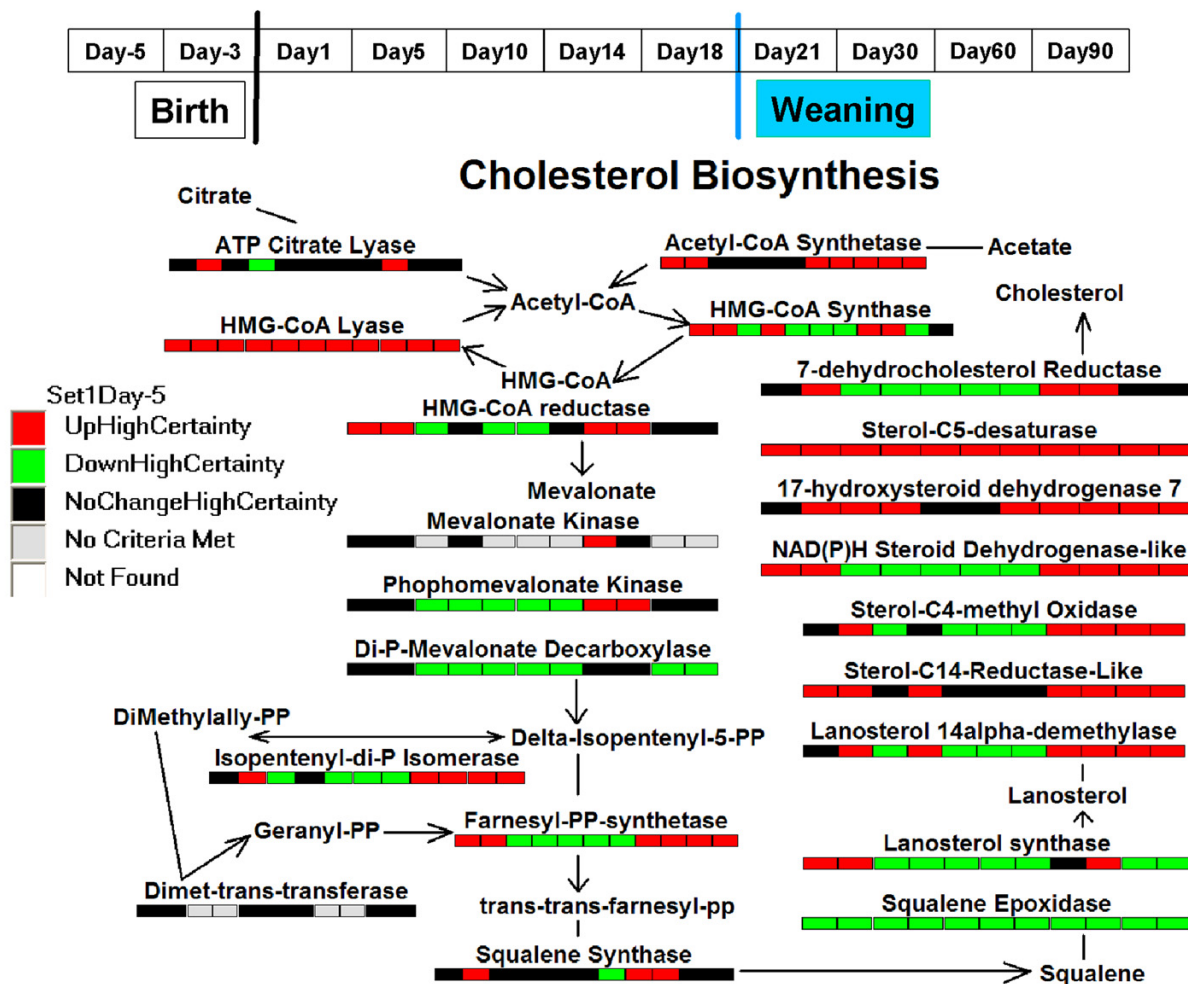 Day-5 Day-3 Day1 Day5 Day10 Day14 Day18 Day21 Day30 Day60 Day90
Birth
Weaning
Cholesterol Biosynthesis
Citrate
ATP Citrate Lyase
Acetyl-CoA Synthetase
Acetate
Acetyl-CoA
HMG-CoA Synthase
Cholesterol
HMG-CoA Lyase
HMG-CoA
7-dehydrocholesterol Reductase
Set1Day-5
UpHighCertainty
DownHighCertainty
NoChangeHighCertainty
No Criteria Met
Not Found
HMG-CoA reductase
Sterol-C5-desaturase
Mevalonate
17-hydroxysteroid dehydrogenase 7
Mevalonate Kinase
NAD(P)H Steroid Dehydrogenase-like
Phophomevalonate Kinase
Sterol-C4-methyl Oxidase
Di-P-Mevalonate Decarboxylase
Sterol-C14-Reductase-Like
DiMethylally-PP
Delta-Isopentenyl-5-PP
Lanosterol 14alpha-demethylase
Isopentenyl-di-P Isomerase
Lanosterol
Geranyl-PP
Farnesyl-PP-synthetase
Lanosterol synthase
Dimet-trans-transferase
trans-trans-farnesyl-pp
Squalene Epoxidase
Squalene Synthase
Squalene